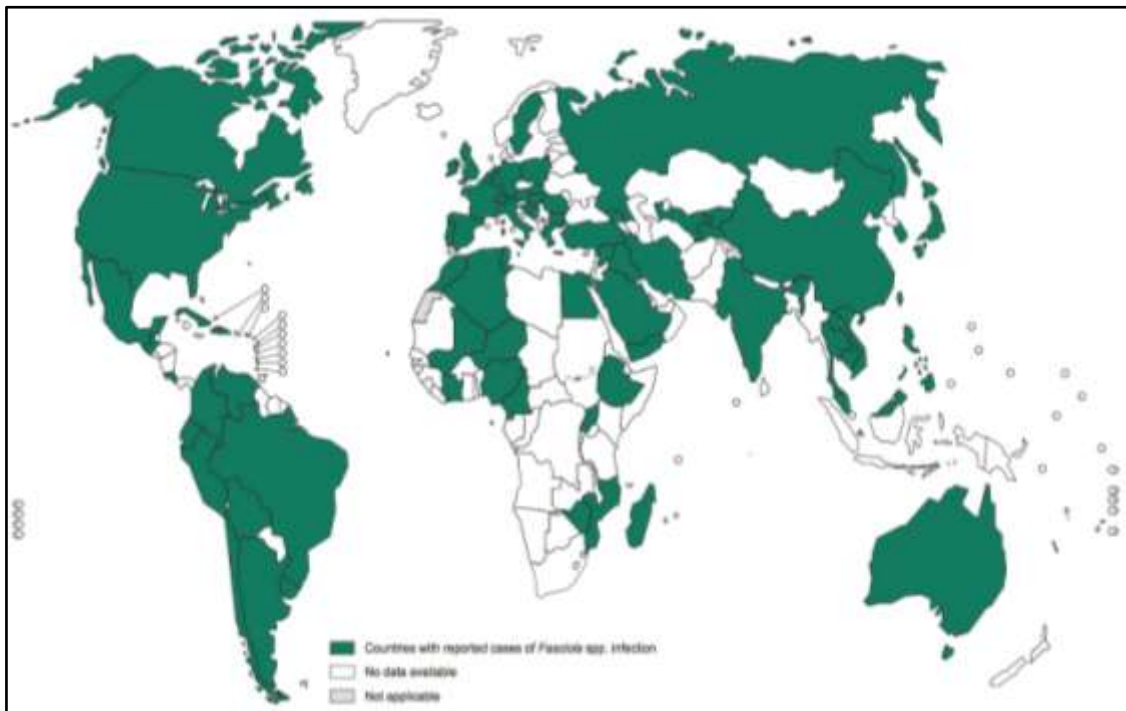 Countries with reported cases of Fasciola spp. infection
No data available
Not applicable